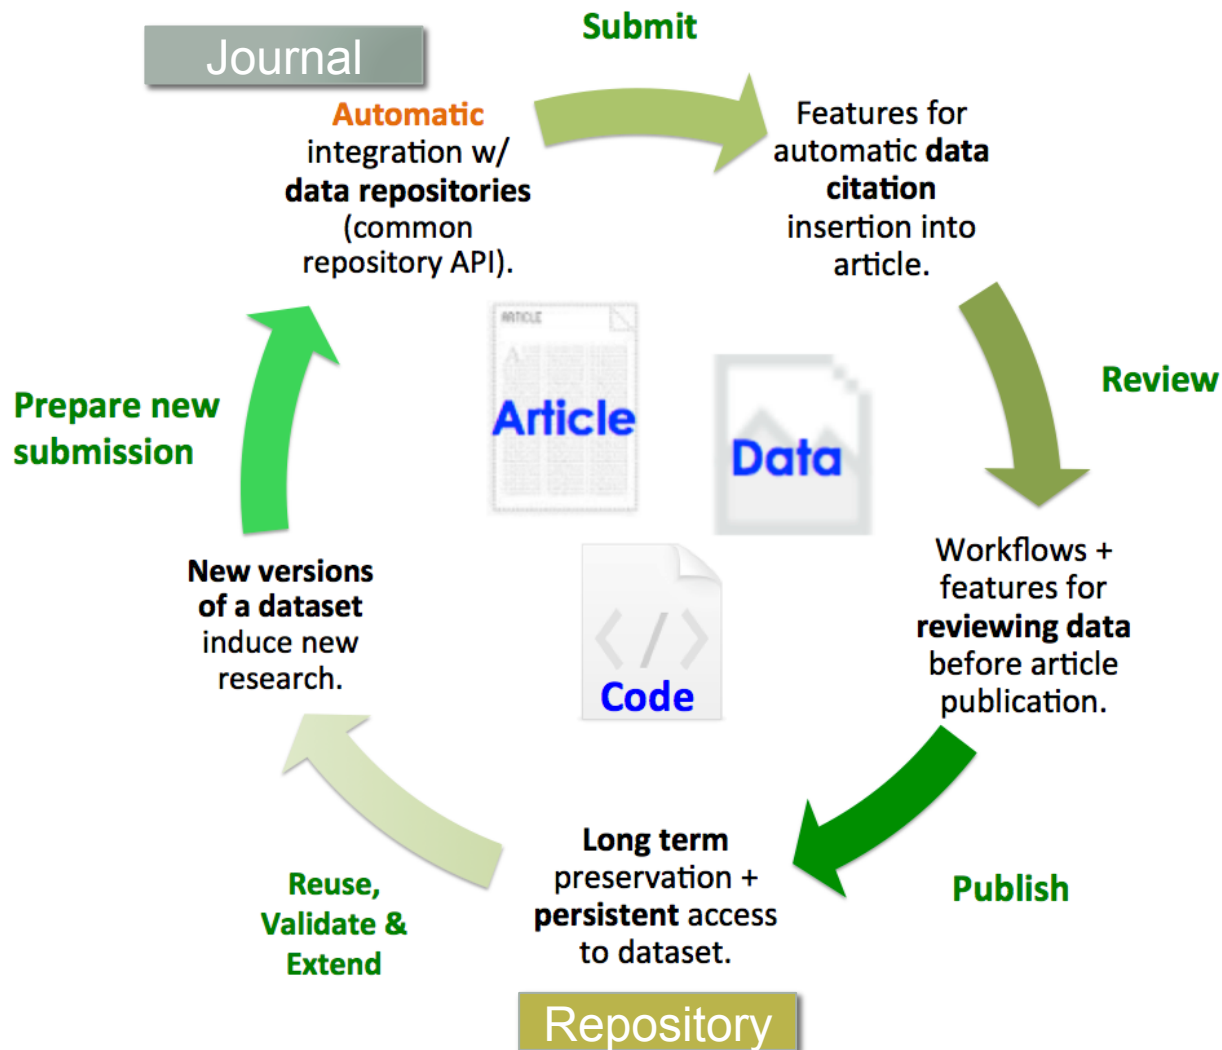 Journal
Submit
Automatic
integration w/
data repositories
(common
repository API).
Features for
automatic data
citation
insertion into
article.
Review
Workflows +
features for
reviewing data
before article
publication.
Publish
Long term
preservation +
persistent access
to dataset.
Repository
Reuse,
Validate &
Extend
New versions
of a dataset
induce new
research.
Prepare new
submission
ARTICLE
A
Article
Data
</>
Code